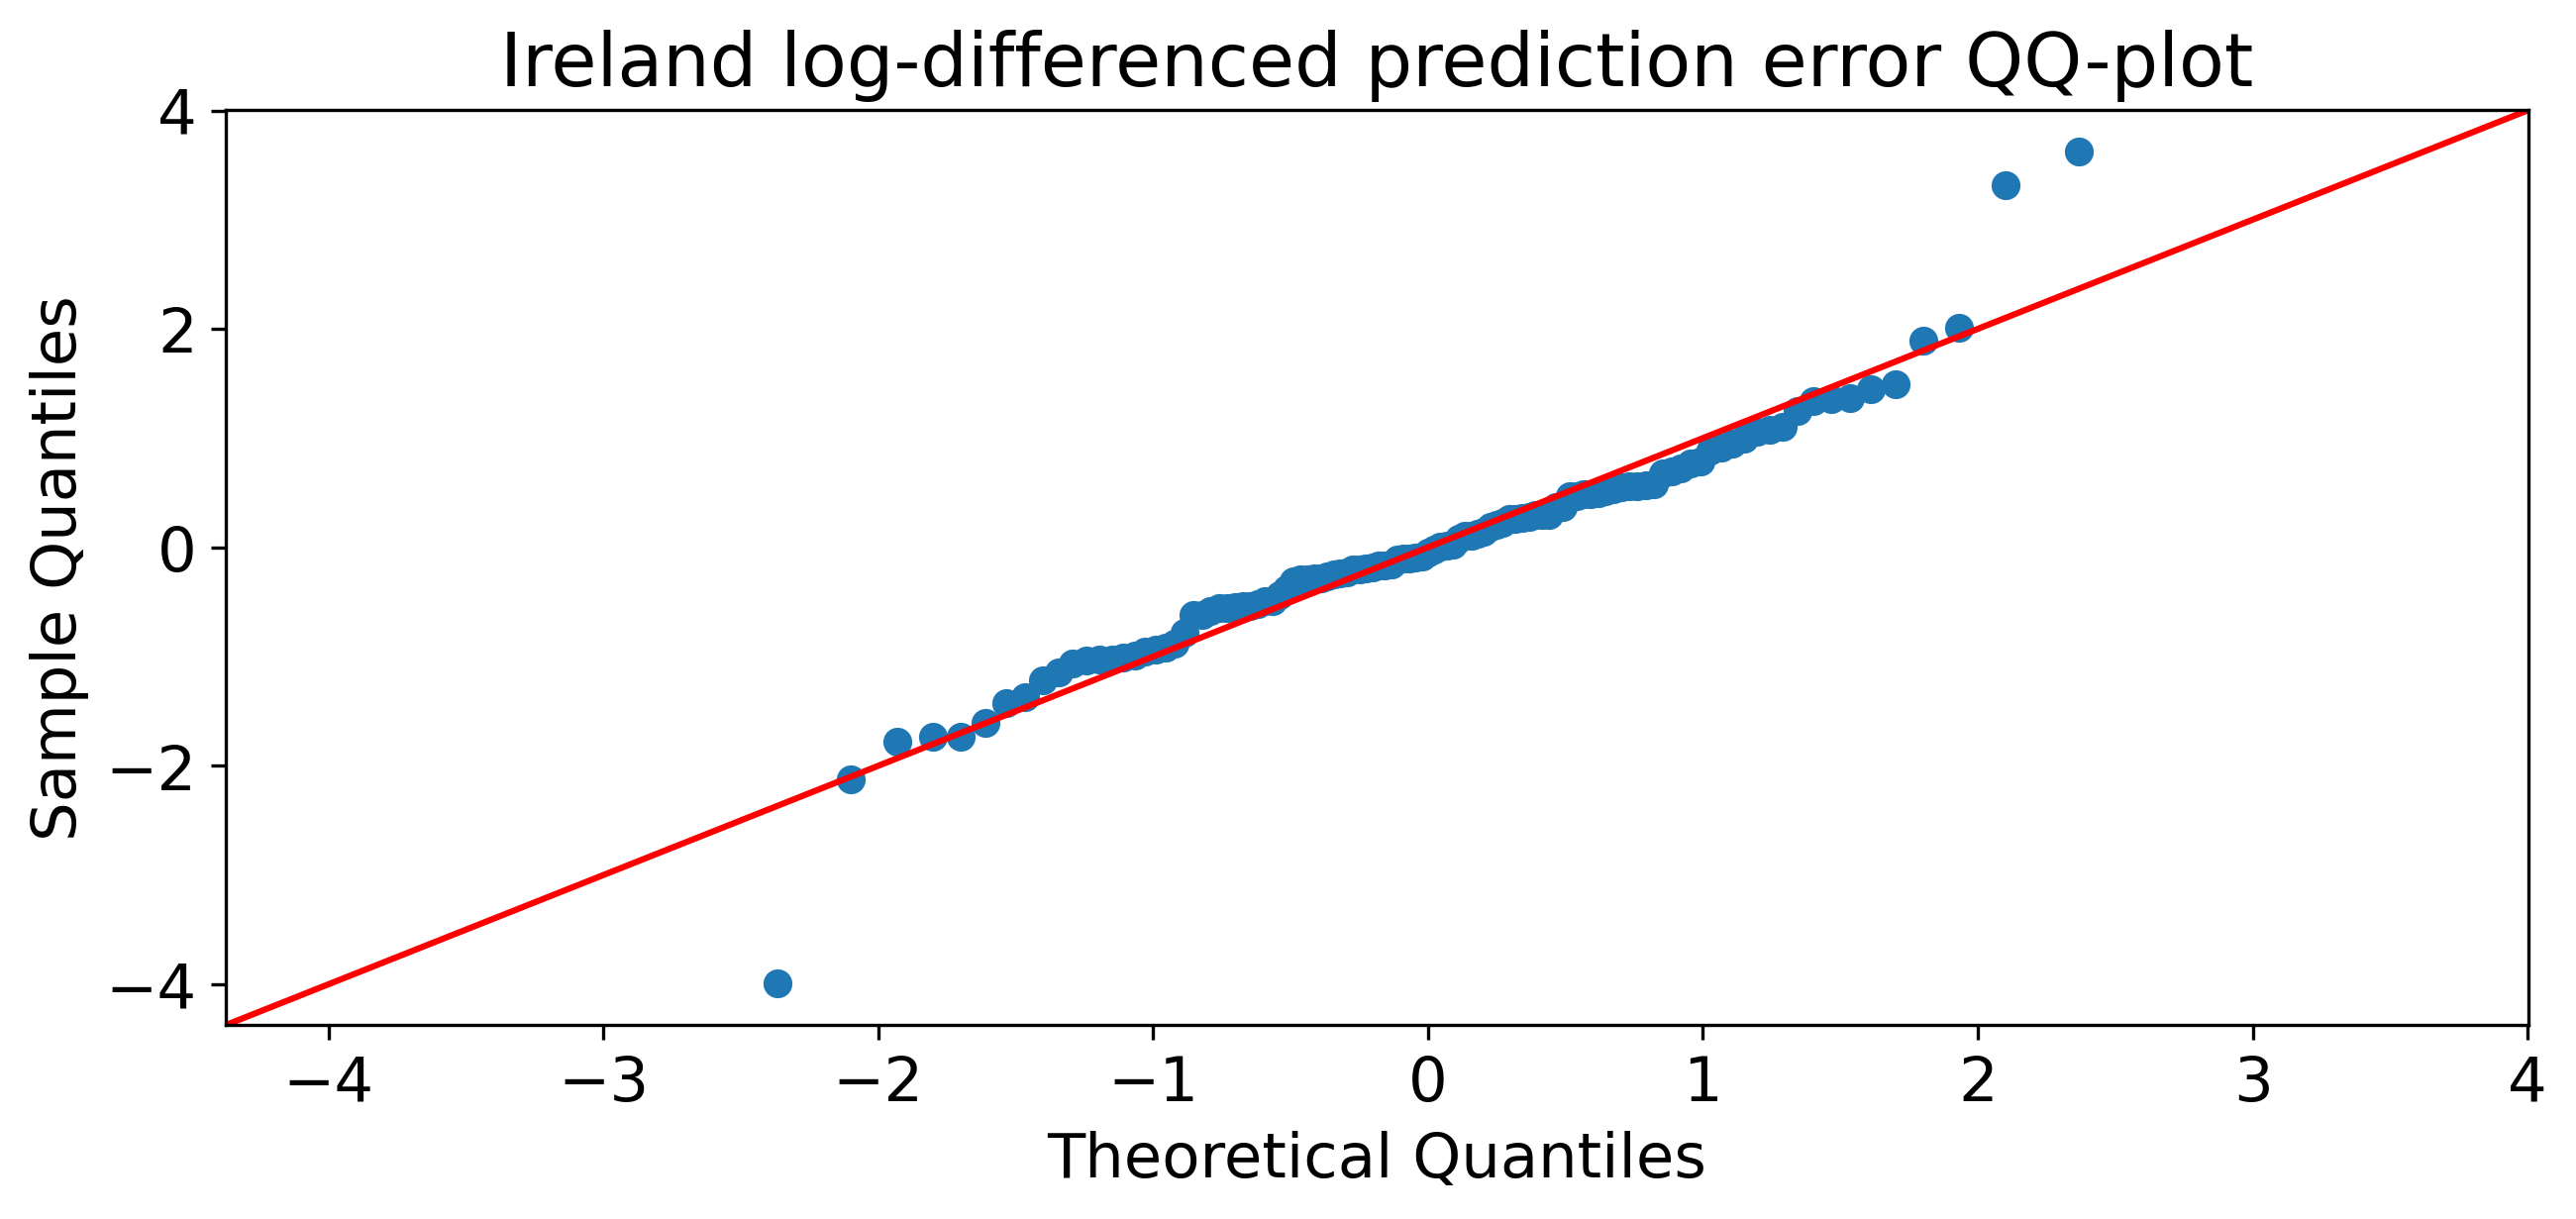 Ireland log-differenced prediction error QQ-plot
4
2
0
−2
−4
Sample Quantiles
−4 −3 −2 −1 0 1 2 3 4
Theoretical Quantiles